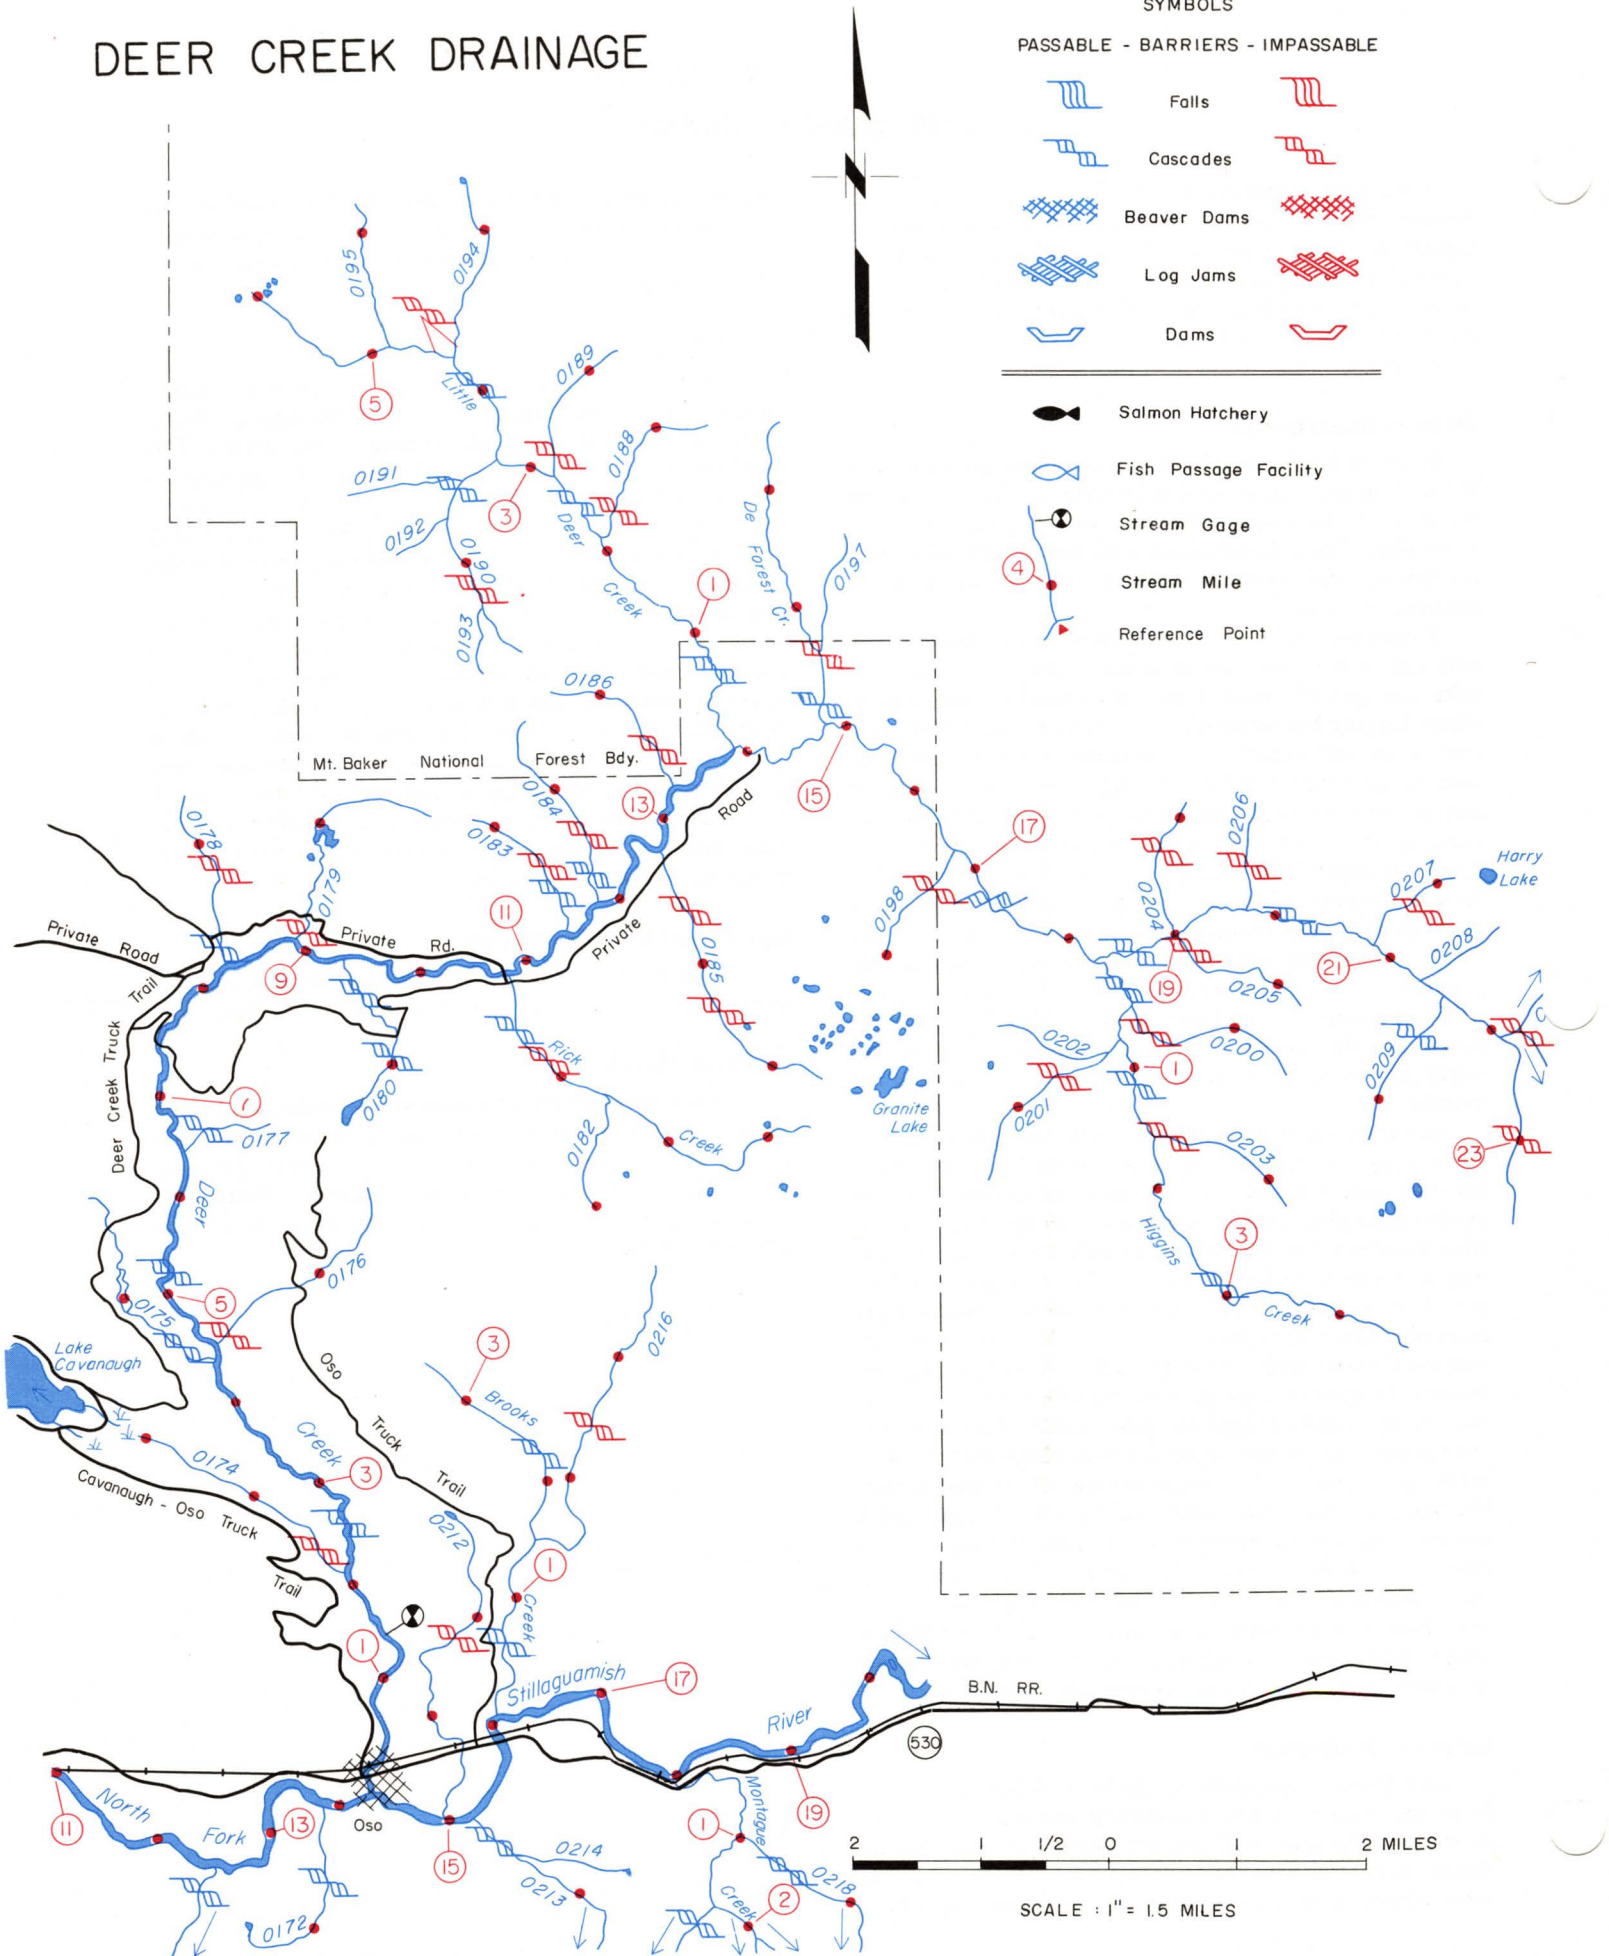 DEER CREEK DRAINAGE
SYMBOLS
PASSABLE - BARRIERS - IMPASSABLE
Falls
Cascades
Beaver Dams
Log Jams
Dams
Salmon Hatchery
Fish Passage Facility
Stream Gage
4
Stream Mile
Reference Point
0195
0194
5
Little
0189
0188
0191
3
Deer
0192
0190
Creek
0193
1
De Forest Cr.
0197
0186
Mt. Baker National Forest Bdy.
13
15
Road
0184
0183
0178
0179
17
0206
0204
0207
Harry
Lake
Private Road
Private Rd.
11
Private
0198
0185
9
Trail
19
0205
21
0208
C
Deer Creek Truck
Rick
0202
0200
1
0209
0201
0180
Granite
Lake
7
0177
0182
Creek
0203
23
Deer
0176
Higgins
3
Creek
5
0175
Lake
Cavanaugh
Oso
Truck
Trail
3
Brooks
0216
0174
Creek
3
Cavanaugh - Oso Truck
Trail
0212
1
Creek
1
Stillaguamish
17
River
B.N. RR.
530
North
Fork
11
13
Oso
15
0214
0213
0172
Montague
1
19
0218
Creek
2
2 1 1/2 0 1 2 MILES
SCALE : 1" = 1.5 MILES